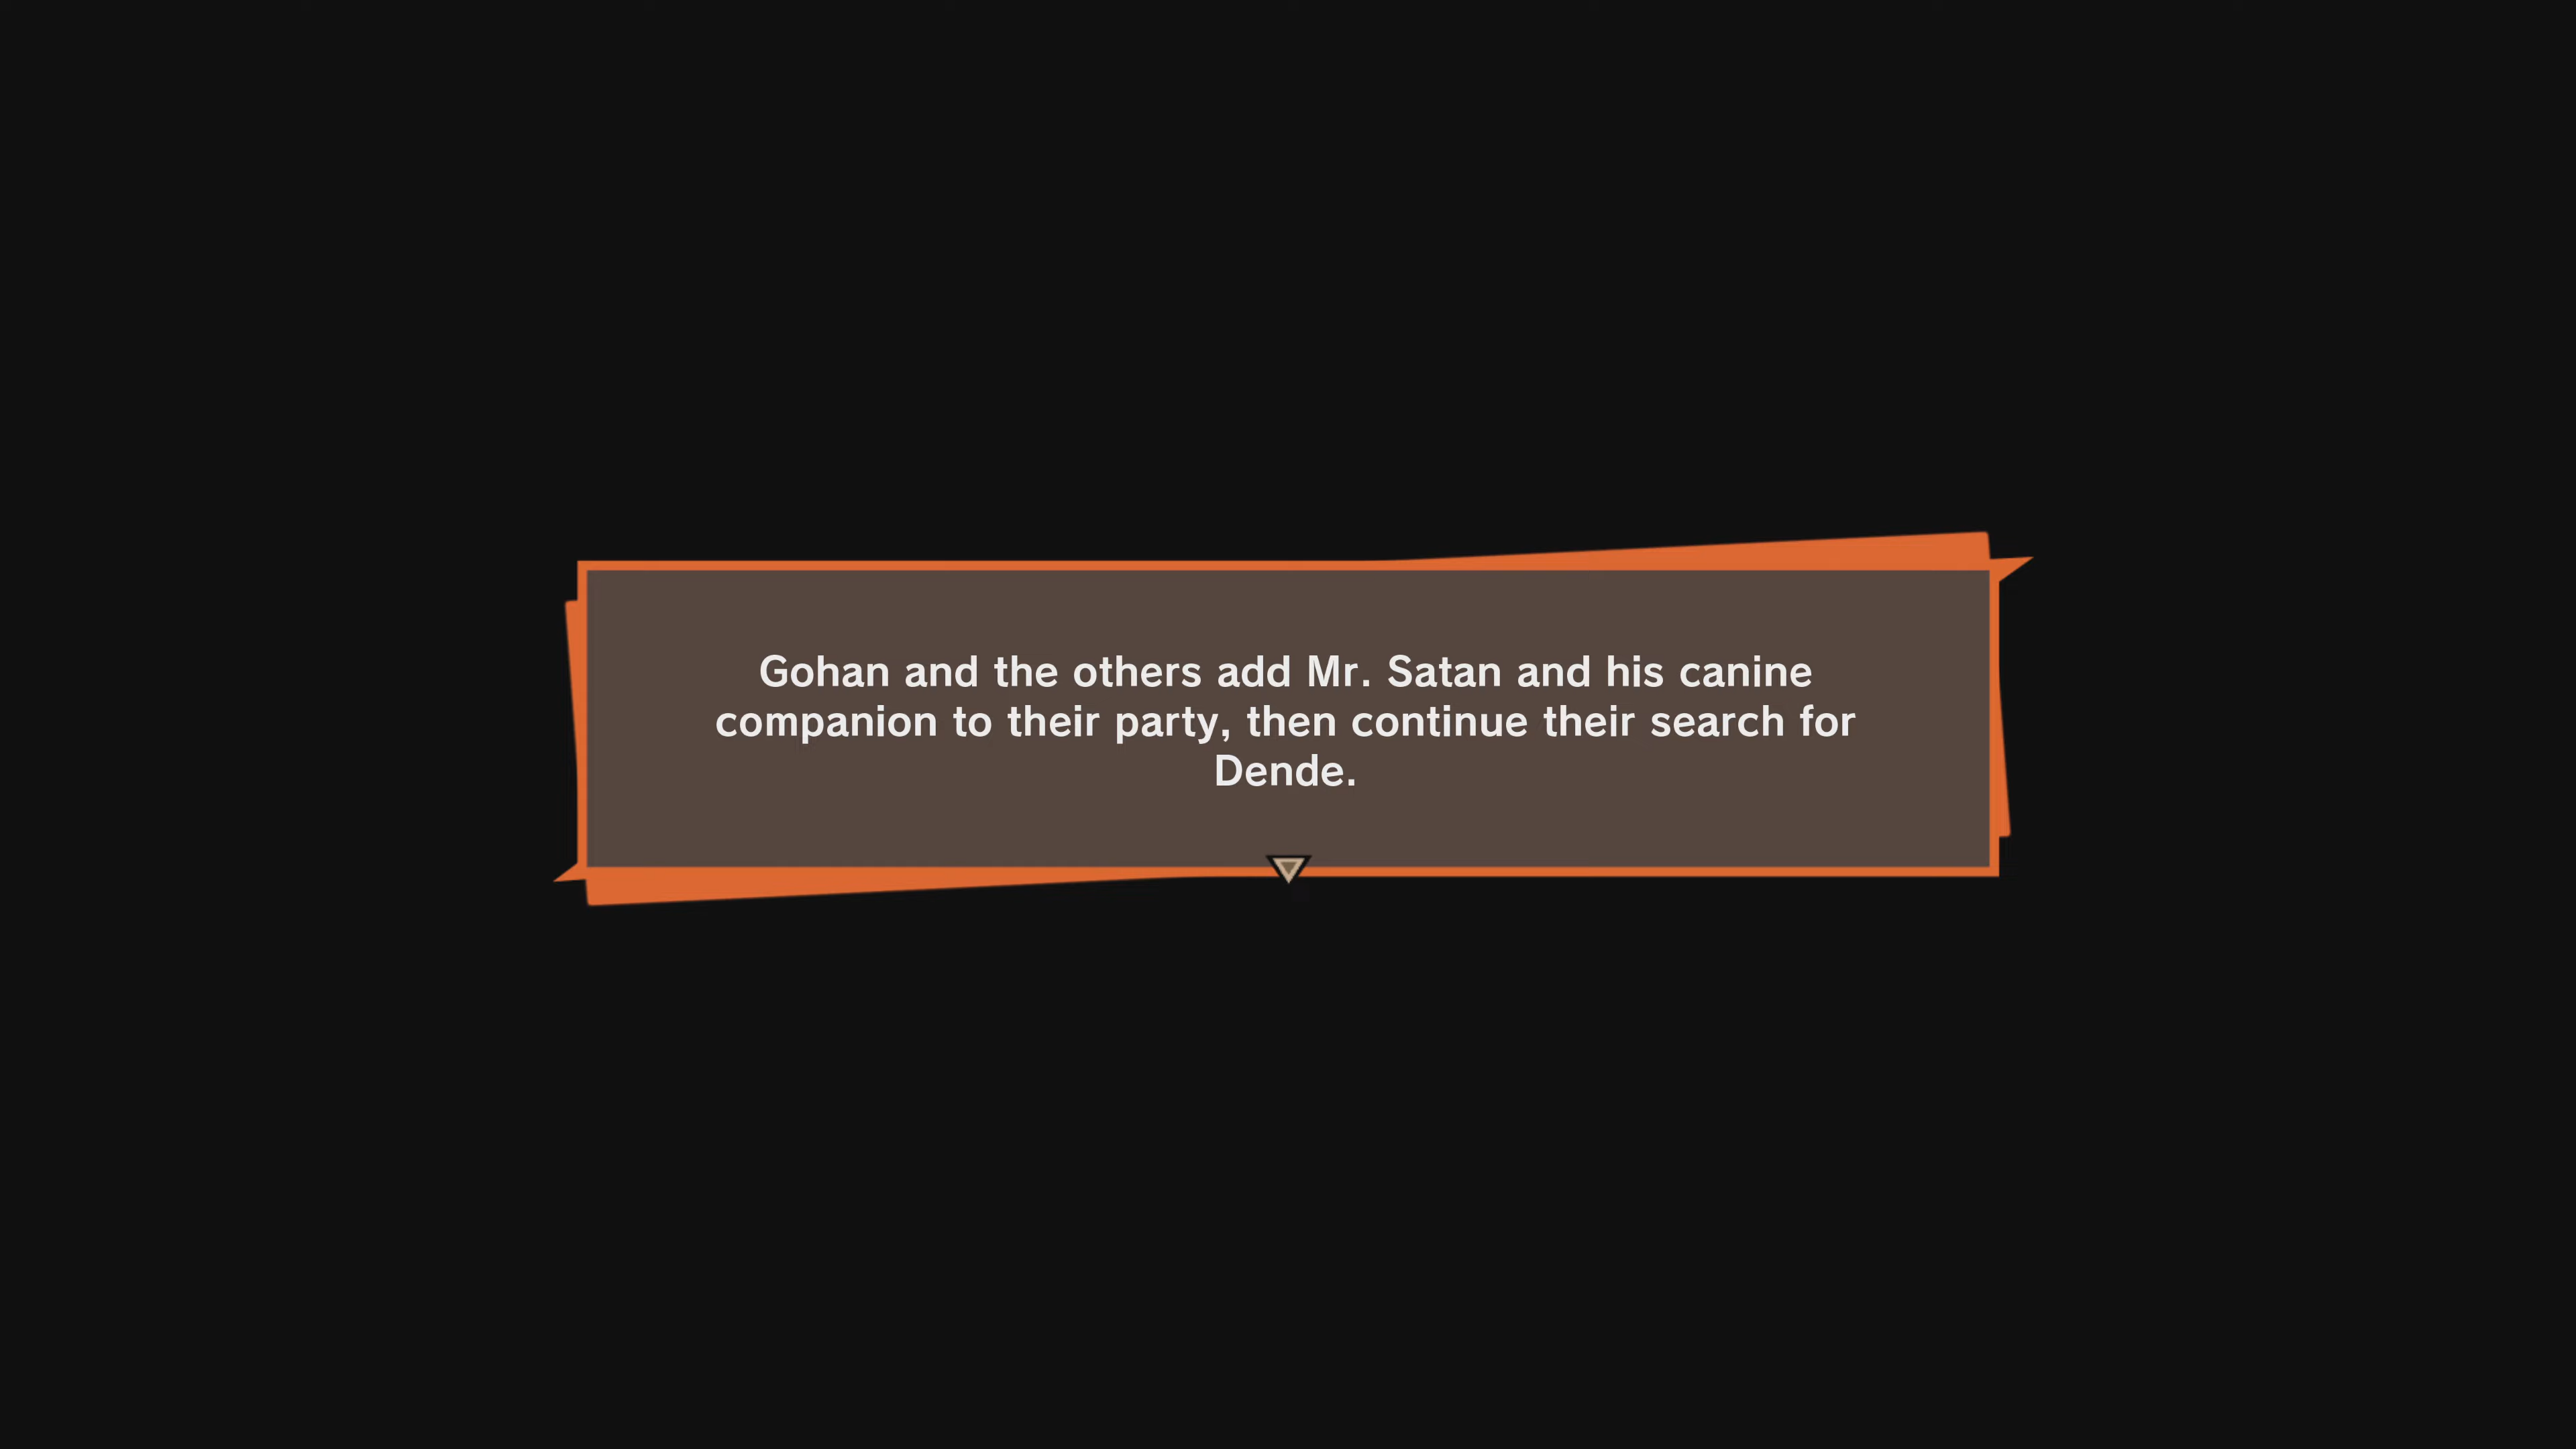 Gohan and the others add Mr. Satan and his canine
companion to their party, then continue their search for
Dende.